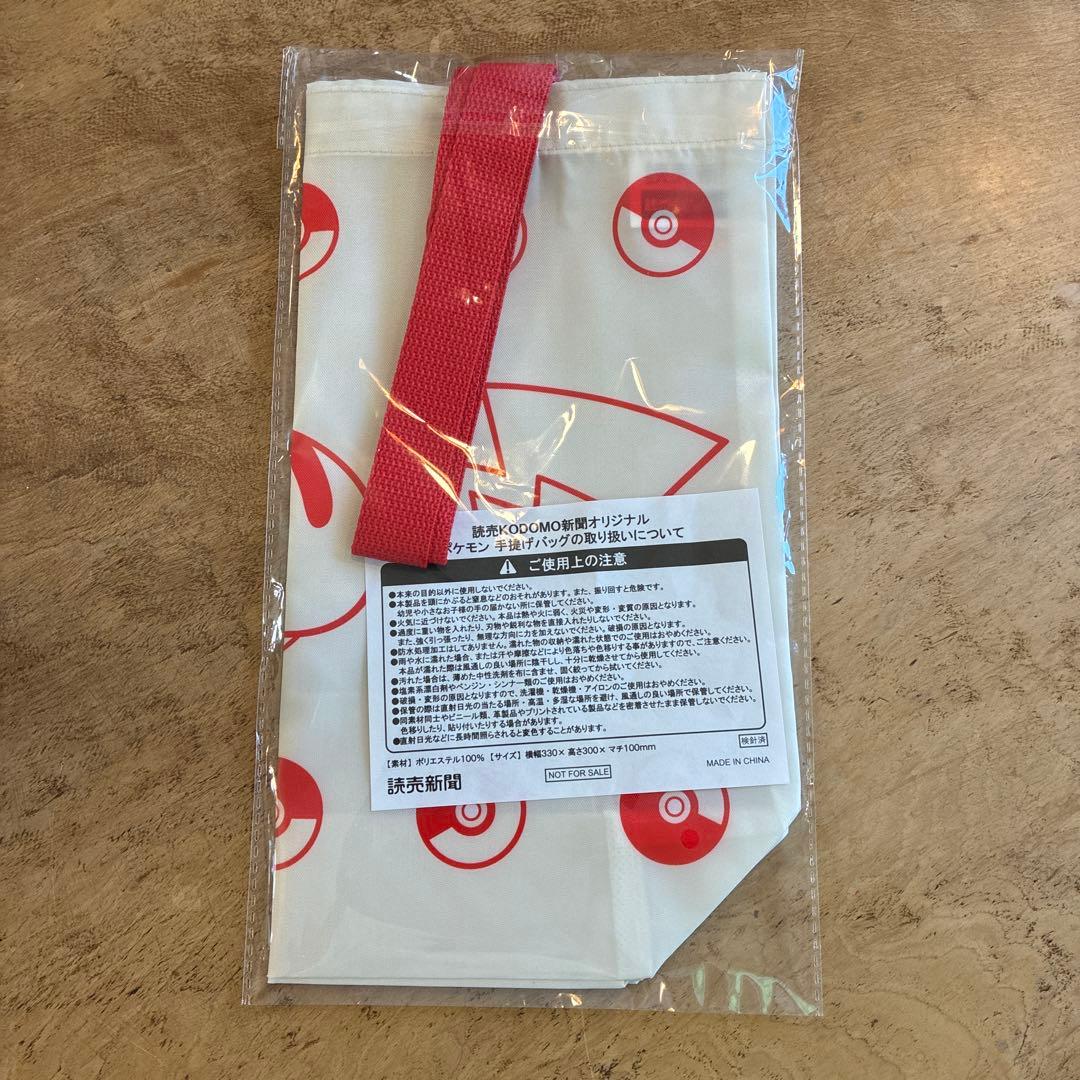 読売KODOMO新聞オリジナル
ポケモン 手提げバッグの取り扱いについて
ご使用上の注意
●本来の目的以外に使用しないでください。
●本製品を頭にかぶると窒息などのおそれがあります。また、振り回すと危険です。
幼児や小さなお子様の手の届かない所に保管してください。
●火気に近づけないでください。本品は熱や火に弱く、火災や変形・変質の原因となります。
●過度に重い物を入れたり、刃物や鋭利な物を直接入れたりしないでください。破損の原因となります。
また、強く引っ張ったり、無理な方向に力を加えないでください。破損の原因となります。
●防水処理加工はしてありません。濡れた物の収納や濡れた状態でのご使用はおやめください。
●雨や水に濡れた場合、または汗や摩擦などにより色落ちや色移りする事がありますので、ご注意ください。
本品が濡れた際は風通しの良い場所に陰干しし、十分に乾燥させてから使用してください。
●汚れた場合は、薄めた中性洗剤を布に含ませ、固く絞ってから拭いてください。
●塩素系漂白剤やベンジン・シンナー類のご使用はおやめください。
●破損・変形の原因となりますので、洗濯機・乾燥機・アイロンのご使用はおやめください。
●保管の際は直射日光の当たる場所・高温・多湿な場所を避け、風通しの良い場所で保管してください。
●同素材同士やビニール類、革製品やプリントされている製品などを密着させたまま保管しないでください。
色移りしたり、貼り付いたりする場合があります。
●直射日光などに長時間照らされると変色することがあります。
【素材】ポリエステル100%【サイズ】横幅330×高さ300×マチ100mm
検針済
読売新聞
NOT FOR SALE
MADE IN CHINA